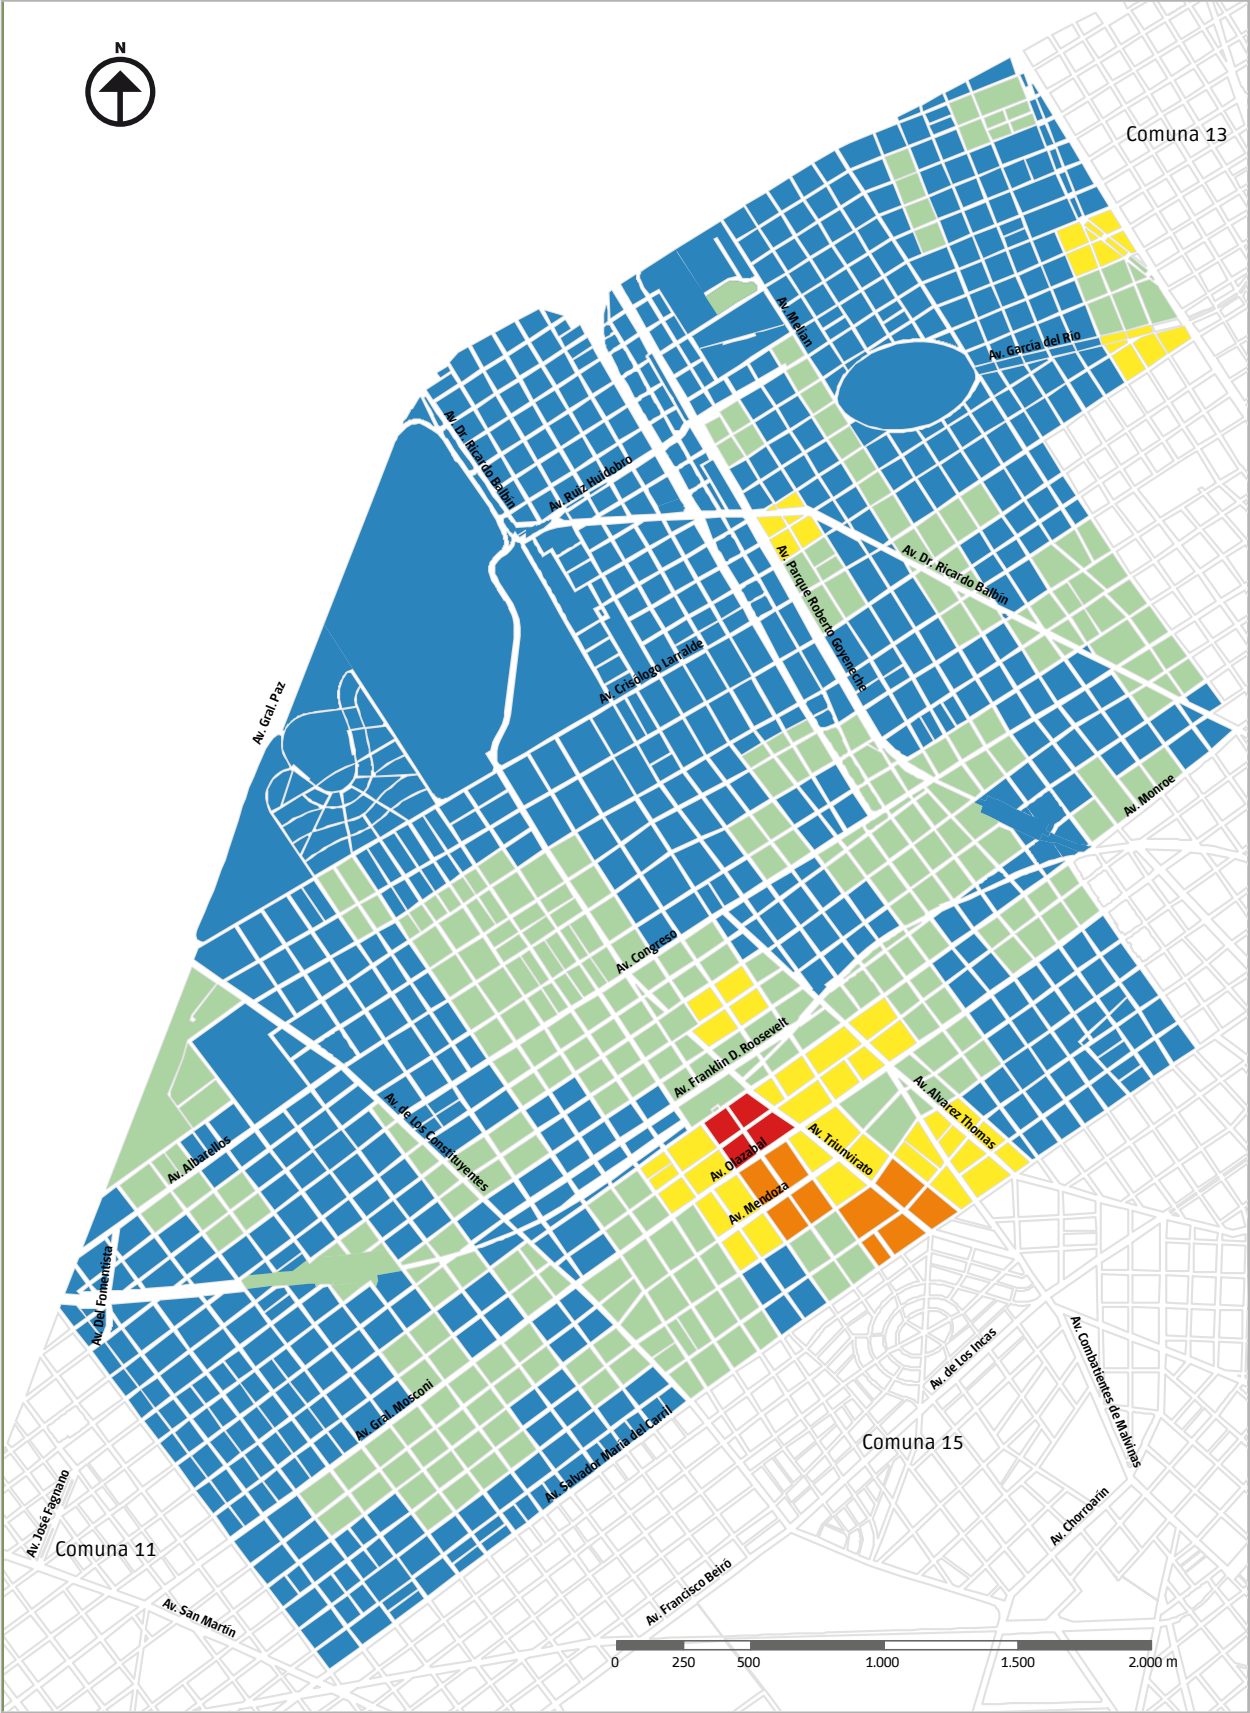 N
Comuna 13
Av. Melian
Av. García del Río
Av. Dr. Ricardo Balbín
Av. Ruiz Huidobro
Av. Parque Roberto Goyeneche
Av. Dr. Ricardo Balbín
Av. Crisólogo Larralde
Av. Gral. Paz
Av. Monroe
Av. Congreso
Av. Franklin D. Roosevelt
Av. Alvarez Thomas
Av. de Los Constituyentes
Av. Albarellos
Av. Triunvirato
Av. Olazabal
Av. Mendoza
Av. Del Fomentista
Av. Gral. Mosconi
Av. Salvador María del Carril
Av. de Los Incas
Av. Combatientes de Malvinas
Comuna 15
Av. Chorroarín
Av. José Fagnano
Comuna 11
Av. San Martín
Av. Francisco Beiró
0 250 500 1.000 1.500 2.000 m